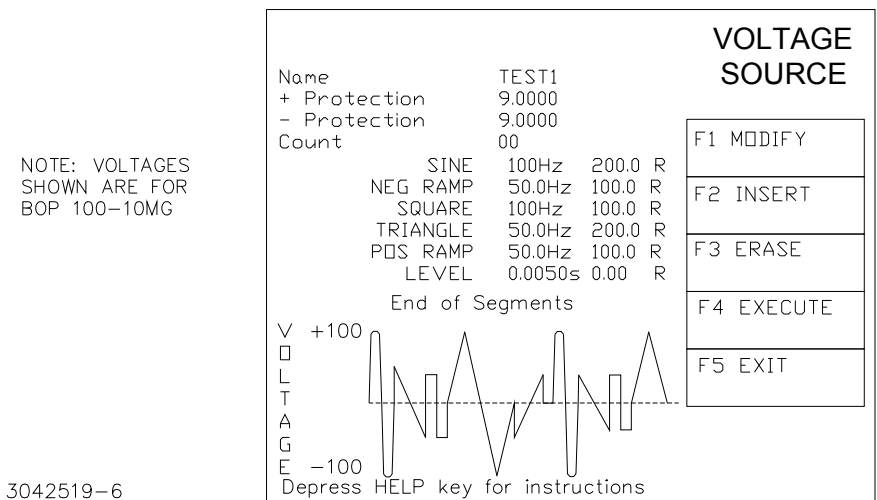 VOLTAGE
SOURCE
Name TEST1
+ Protection 9.0000
- Protection 9.0000
Count 00
SINE 100Hz 200.0 R
NEG RAMP 50.0Hz 100.0 R
SQUARE 100Hz 100.0 R
TRIANGLE 50.0Hz 200.0 R
POS RAMP 50.0Hz 100.0 R
LEVEL 0.0050s 0.00 R
End of Segments
F1 MODIFY
F2 INSERT
F3 ERASE
F4 EXECUTE
F5 EXIT
NOTE: VOLTAGES
SHOWN ARE FOR
BOP 100-10MG
VOLTAGE
+100
-100
Depress HELP key for instructions
3042519-6